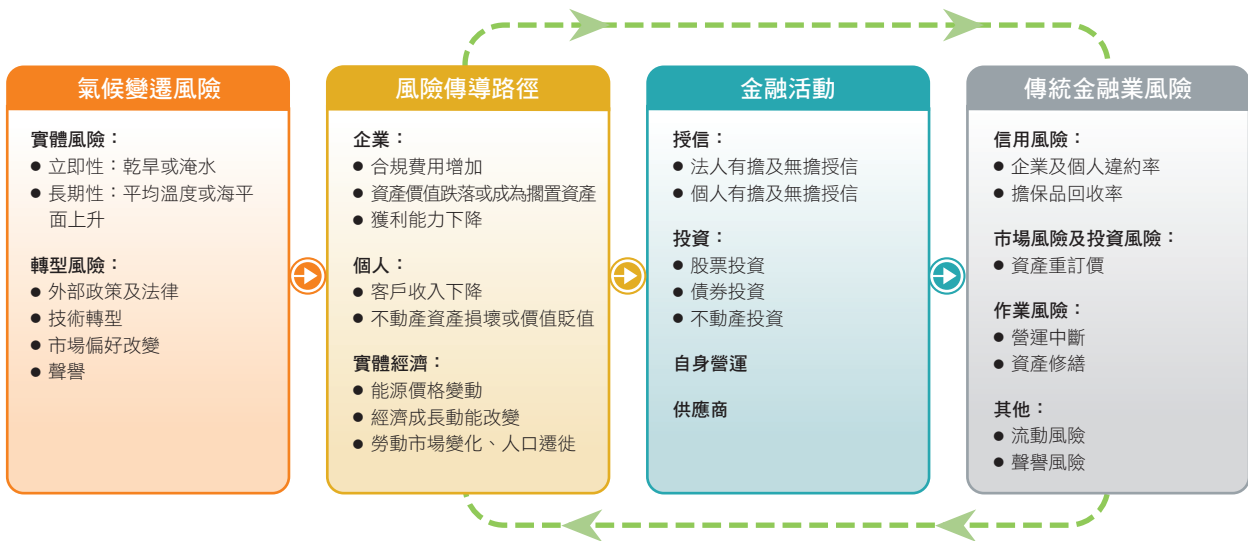 氣候變遷風險
實體風險：
● 立即性：乾旱或淹水
● 長期性：平均溫度或海平
面上升
轉型風險：
● 外部政策及法律
● 技術轉型
● 市場偏好改變
● 聲譽
風險傳導路徑
企業：
● 合規費用增加
● 資產價值跌落或成為擱置資產
● 獲利能力下降
個人：
● 客戶收入下降
● 不動產資產損壞或價值貶值
實體經濟：
● 能源價格變動
● 經濟成長動能改變
● 勞動市場變化、人口遷徙
金融活動
授信：
● 法人有擔及無擔授信
● 個人有擔及無擔授信
投資：
● 股票投資
● 債券投資
● 不動產投資
自身營運
供應商
傳統金融業風險
信用風險：
● 企業及個人違約率
● 擔保品回收率
市場風險及投資風險：
● 資產重訂價
作業風險：
● 營運中斷
● 資產修繕
其他：
● 流動風險
● 聲譽風險